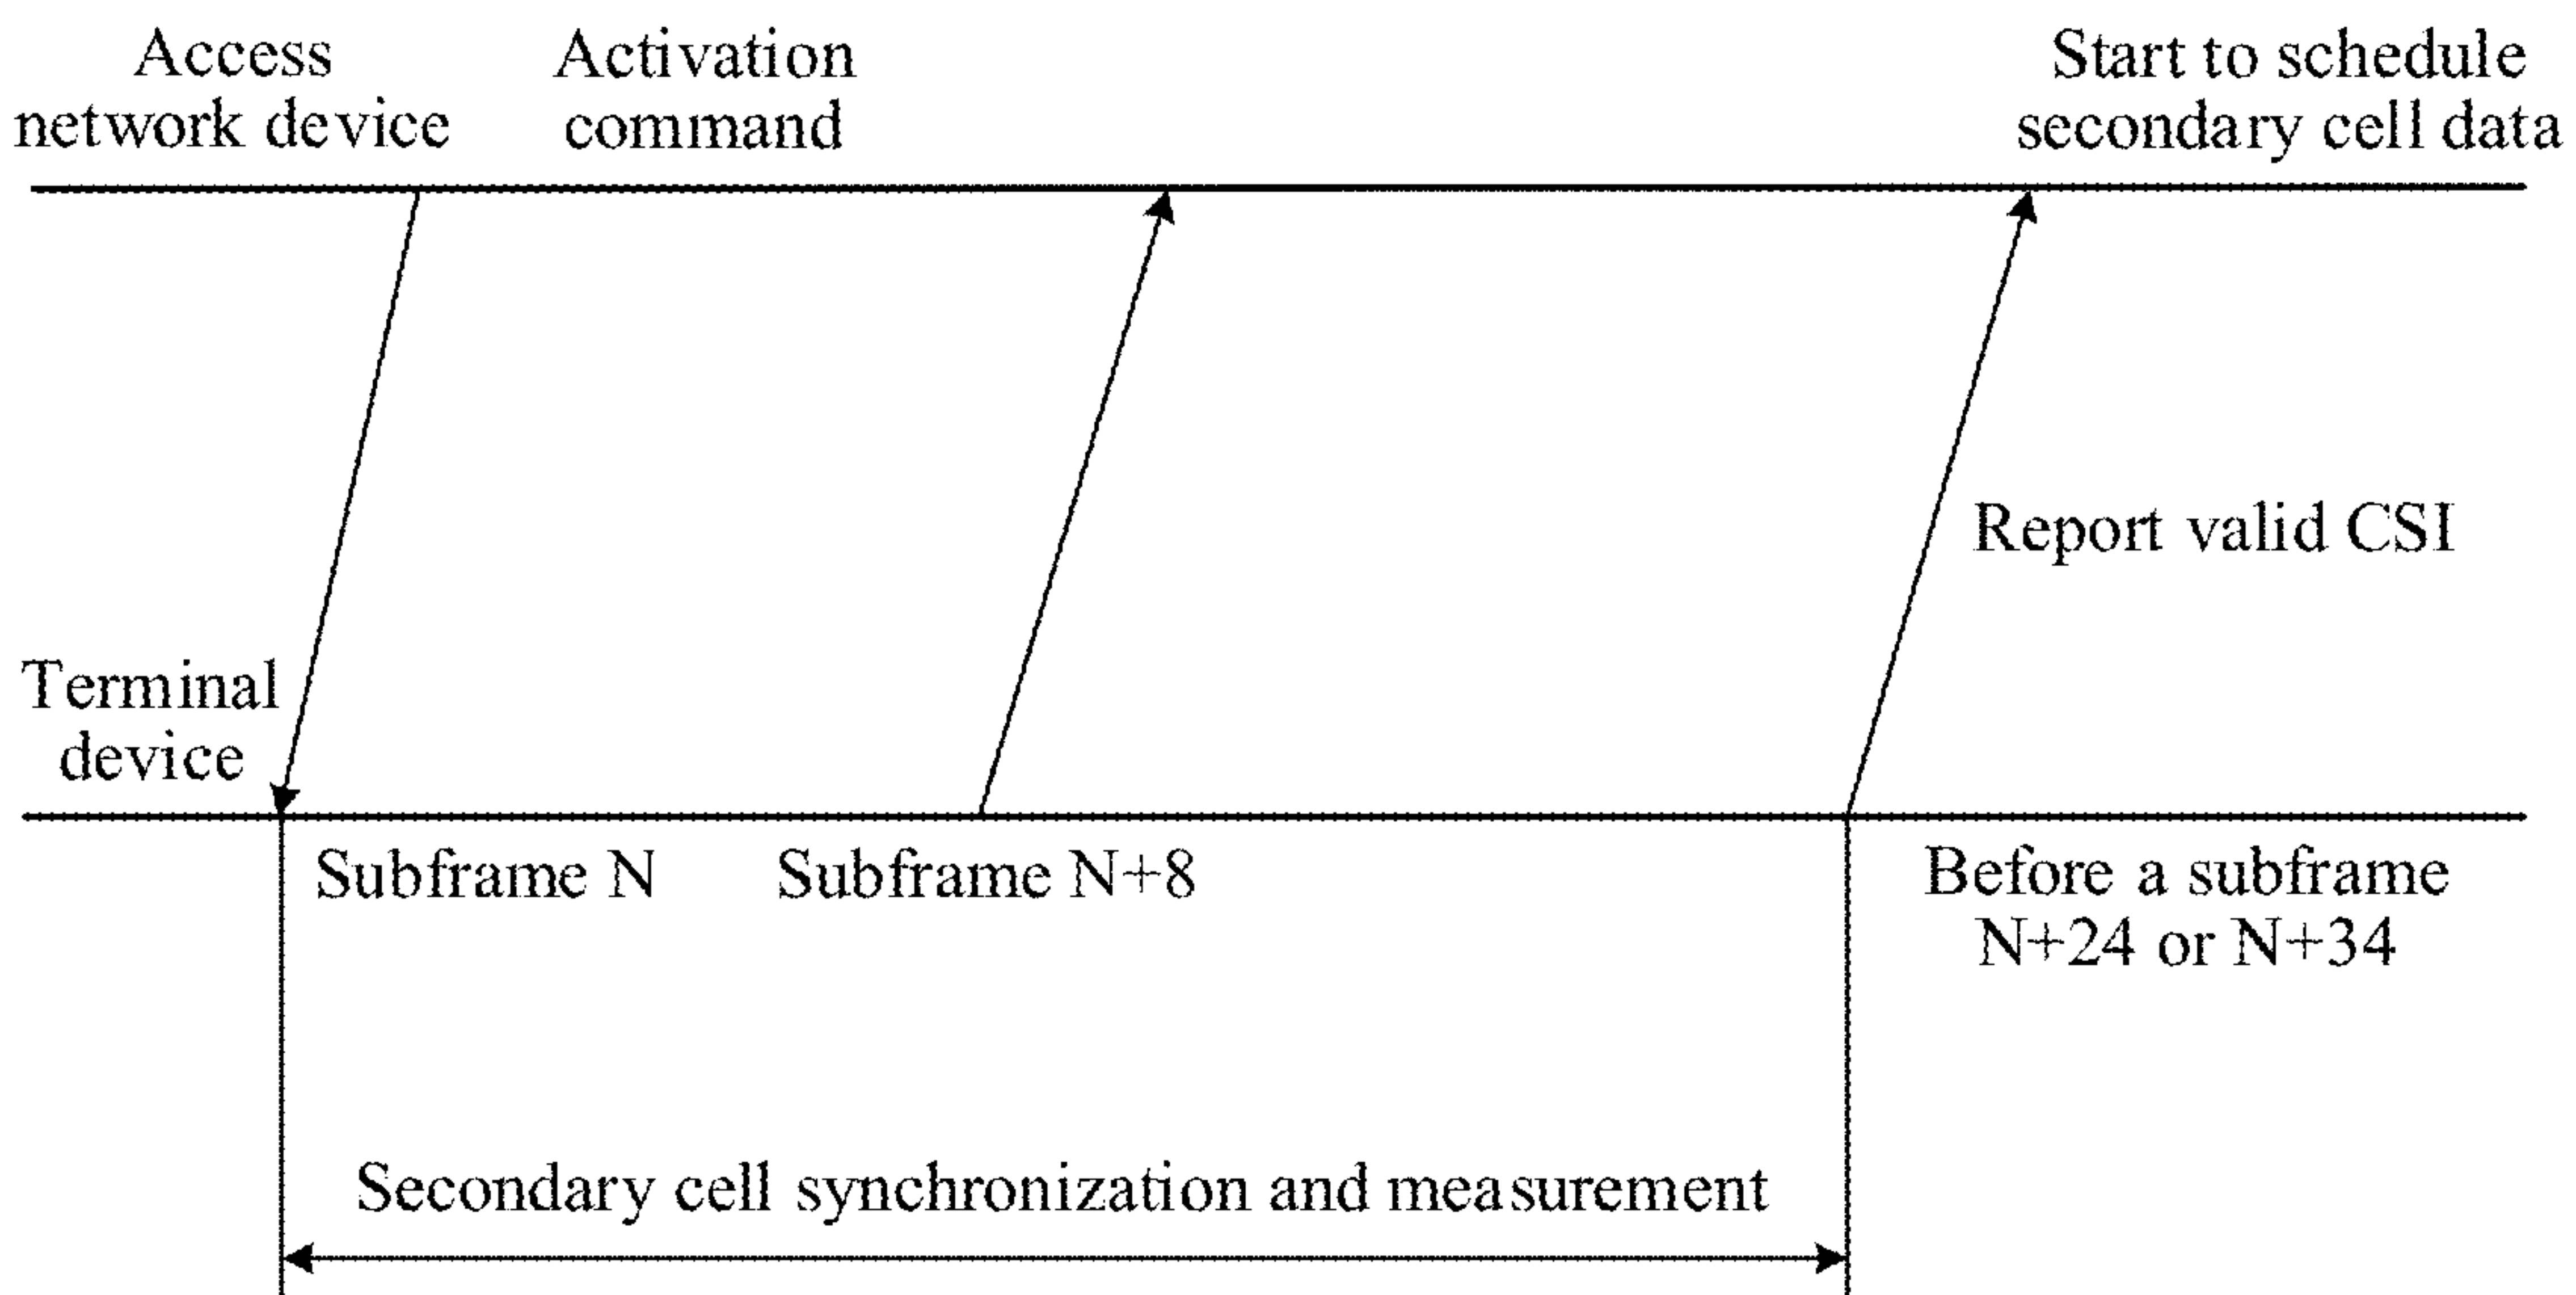 Access
network device
Activation
command
Start to schedule
secondary cell data
Report valid CSI
Terminal
device
Subframe N
Subframe N+8
Before a subframe
N+24 or N+34
Secondary cell synchronization and measurement